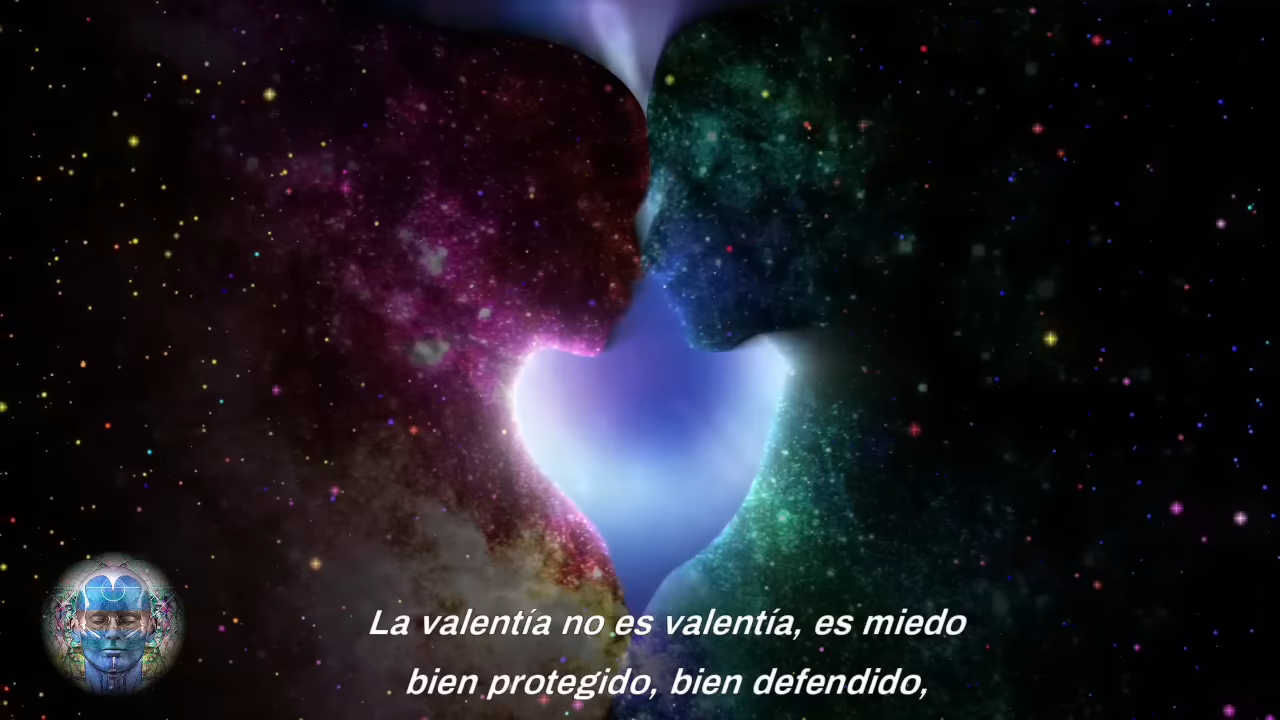 La valentía no es valentía, es miedo
bien protegido, bien defendido,